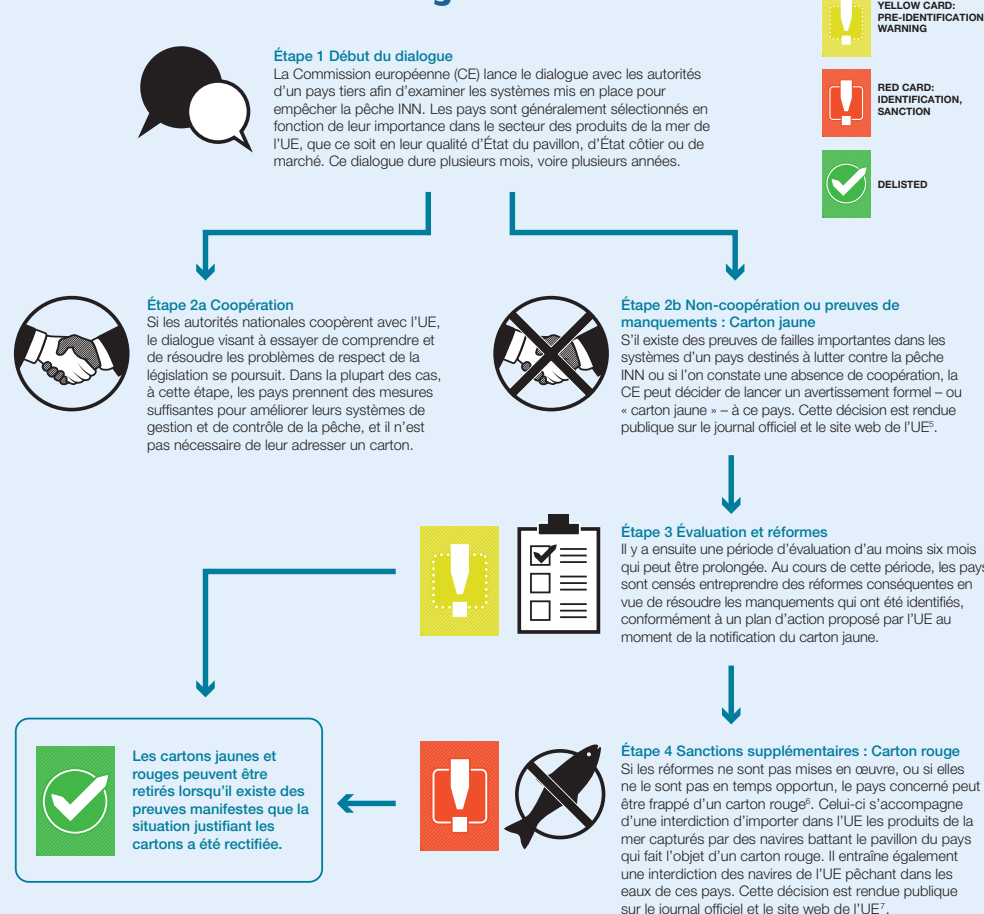 YELLOW CARD:
PRE-IDENTIFICATION
WARNING
RED CARD:
IDENTIFICATION,
SANCTION
DELISTED
Étape 1 Début du dialogue
La Commission européenne (CE) lance le dialogue avec les autorités
d'un pays tiers afin d'examiner les systèmes mis en place pour
empêcher la pêche INN. Les pays sont généralement sélectionnés en
fonction de leur importance dans le secteur des produits de la mer de
l'UE, que ce soit en leur qualité d'État du pavillon, d'État côtier ou de
marché. Ce dialogue dure plusieurs mois, voire plusieurs années.
Étape 2a Coopération
Si les autorités nationales coopèrent avec l'UE,
le dialogue visant à essayer de comprendre et
de résoudre les problèmes de respect de la
législation se poursuit. Dans la plupart des cas,
à cette étape, les pays prennent des mesures
suffisantes pour améliorer leurs systèmes de
gestion et de contrôle de la pêche, et il n'est
pas nécessaire de leur adresser un carton.
Étape 2b Non-coopération ou preuves de
manquements : Carton jaune
S'il existe des preuves de failles importantes dans les
systèmes d'un pays destinés à lutter contre la pêche
INN ou si l'on constate une absence de coopération, la
CE peut décider de lancer un avertissement formel – ou
« carton jaune » – à ce pays. Cette décision est rendue
publique sur le journal officiel et le site web de l'UE⁵.
Étape 3 Évaluation et réformes
Il y a ensuite une période d'évaluation d'au moins six mois
qui peut être prolongée. Au cours de cette période, les pays
sont censés entreprendre des réformes conséquentes en
vue de résoudre les manquements qui ont été identifiés,
conformément à un plan d'action proposé par l'UE au
moment de la notification du carton jaune.
Les cartons jaunes et
rouges peuvent être
retirés lorsqu'il existe des
preuves manifestes que la
situation justifiant les
cartons a été rectifiée.
Étape 4 Sanctions supplémentaires : Carton rouge
Si les réformes ne sont pas mises en œuvre, ou si elles
ne le sont pas en temps opportun, le pays concerné peut
être frappé d'un carton rouge⁶. Celui-ci s'accompagne
d'une interdiction d'importer dans l'UE les produits de la
mer capturés par des navires battant le pavillon du pays
qui fait l'objet d'un carton rouge. Il entraîne également
une interdiction des navires de l'UE pêchant dans les
eaux de ces pays. Cette décision est rendue publique
sur le journal officiel et le site web de l'UE⁷.